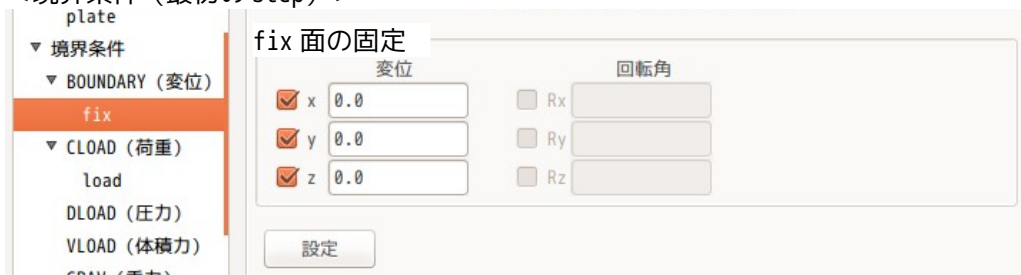 plate
▼ 境界条件
▼ BOUNDARY (変位)
fix
▼ CLOAD (荷重)
load
DLOAD (圧力)
VLOAD (体積力)
fix 面の固定
変位 回転角
x 0.0 Rx
y 0.0 Ry
z 0.0 Rz
設定